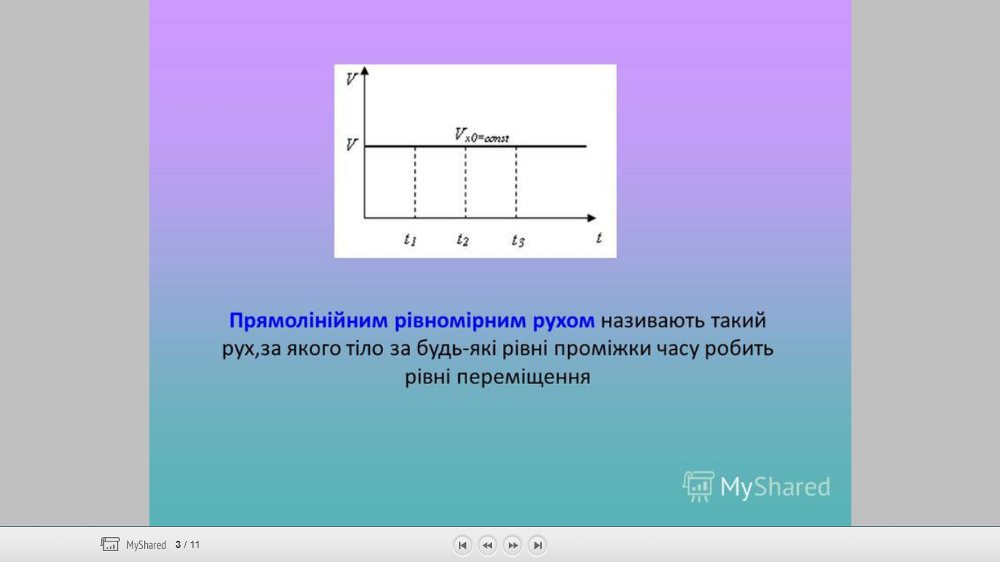 V
V
Vx0=const
t1 t2 t3 t
Прямолінійним рівномірним рухом називають такий
рух,за якого тіло за будь-які рівні проміжки часу робить
рівні переміщення
MyShared
MyShared 3 / 11